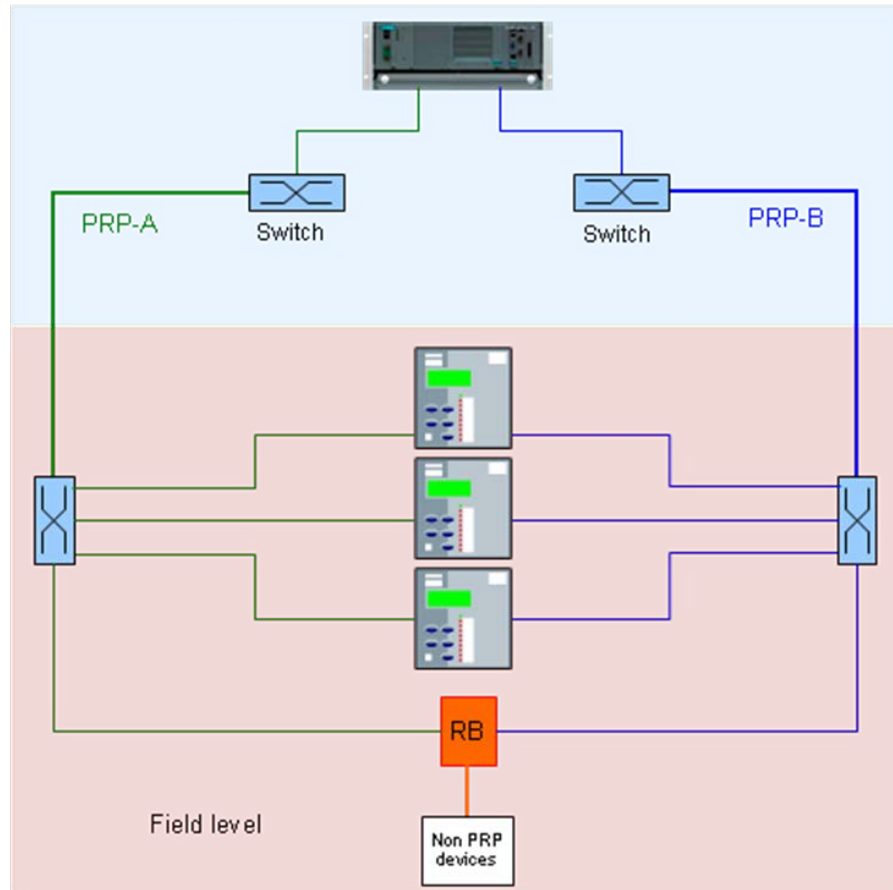 Switch
Switch
PRP-A
PRP-B
RB
Field level
Non PRP
devices